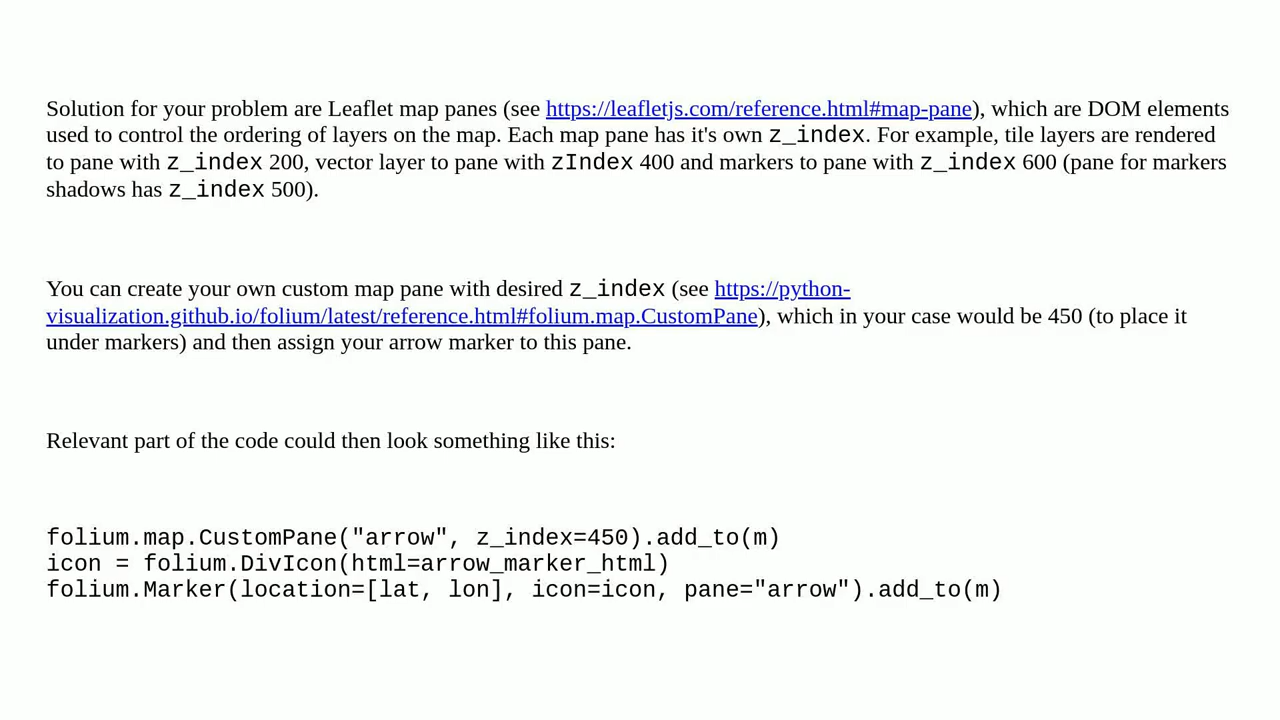 Solution for your problem are Leaflet map panes (see https://leafletjs.com/reference.html#map-pane), which are DOM elements
used to control the ordering of layers on the map. Each map pane has it's own z_index. For example, tile layers are rendered
to pane with z_index 200, vector layer to pane with zIndex 400 and markers to pane with z_index 600 (pane for markers
shadows has z_index 500).
You can create your own custom map pane with desired z_index (see https://python-
visualization.github.io/folium/latest/reference.html#folium.map.CustomPane), which in your case would be 450 (to place it
under markers) and then assign your arrow marker to this pane.
Relevant part of the code could then look something like this:
folium.map.CustomPane("arrow", z_index=450).add_to(m)
icon = folium.DivIcon(html=arrow_marker_html)
folium.Marker(location=[lat, lon], icon=icon, pane="arrow").add_to(m)